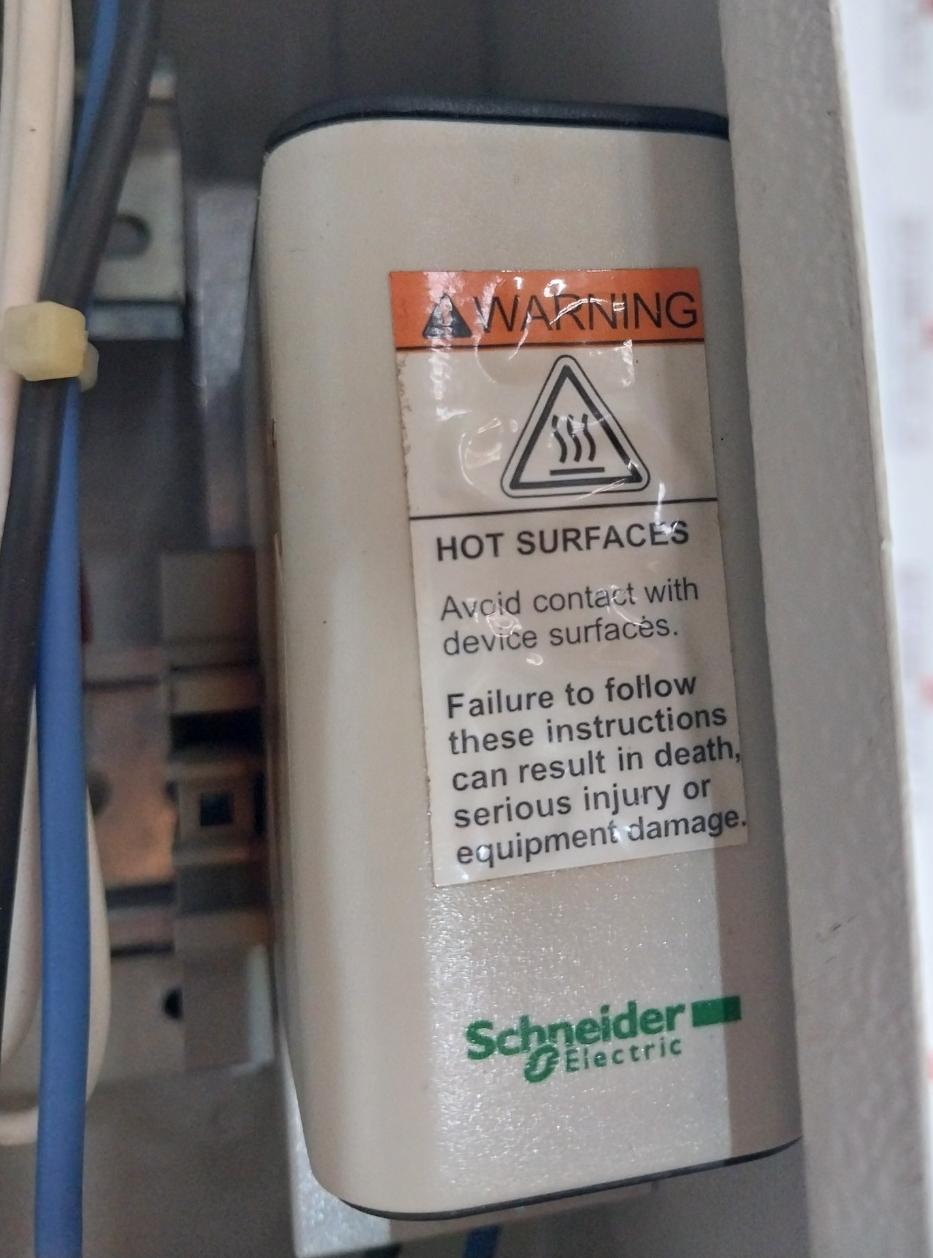 WARNING
HOT SURFACES
Avoid contact with
device surfaces.
Failure to follow
these instructions
can result in death,
serious injury or
equipment damage.
Schneider
Electric